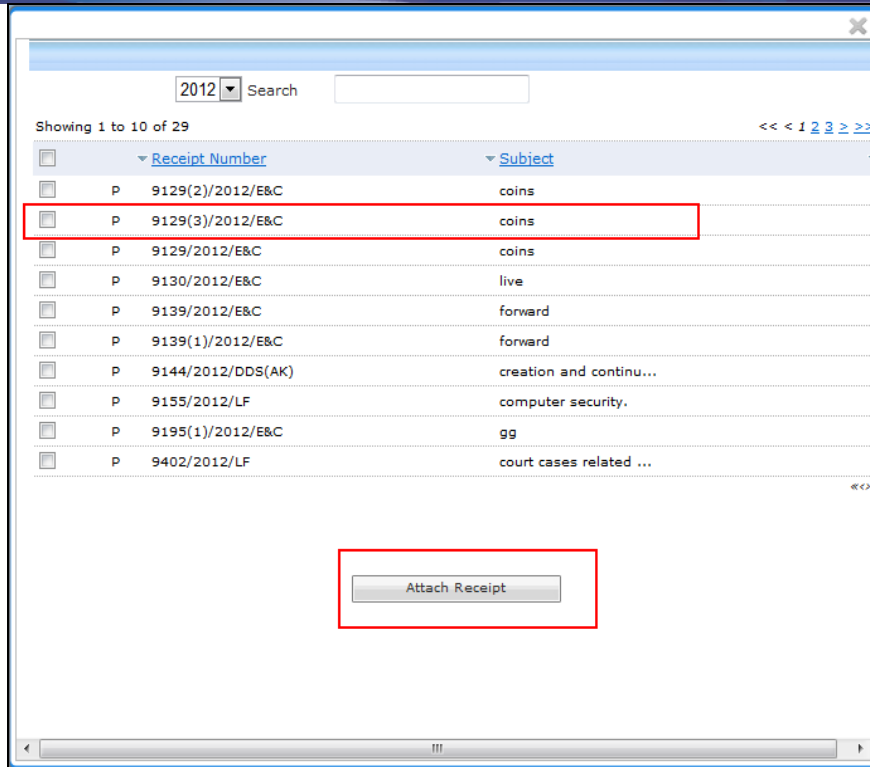 2012 Search
Showing 1 to 10 of 29 << < 1 2 3 > >>
Receipt Number Subject
P 9129(2)/2012/E&C coins
P 9129(3)/2012/E&C coins
P 9129/2012/E&C coins
P 9130/2012/E&C live
P 9139/2012/E&C forward
P 9139(1)/2012/E&C forward
P 9144/2012/DDS(AK) creation and continu...
P 9155/2012/LF computer security.
P 9195(1)/2012/E&C gg
P 9402/2012/LF court cases related ...
Attach Receipt